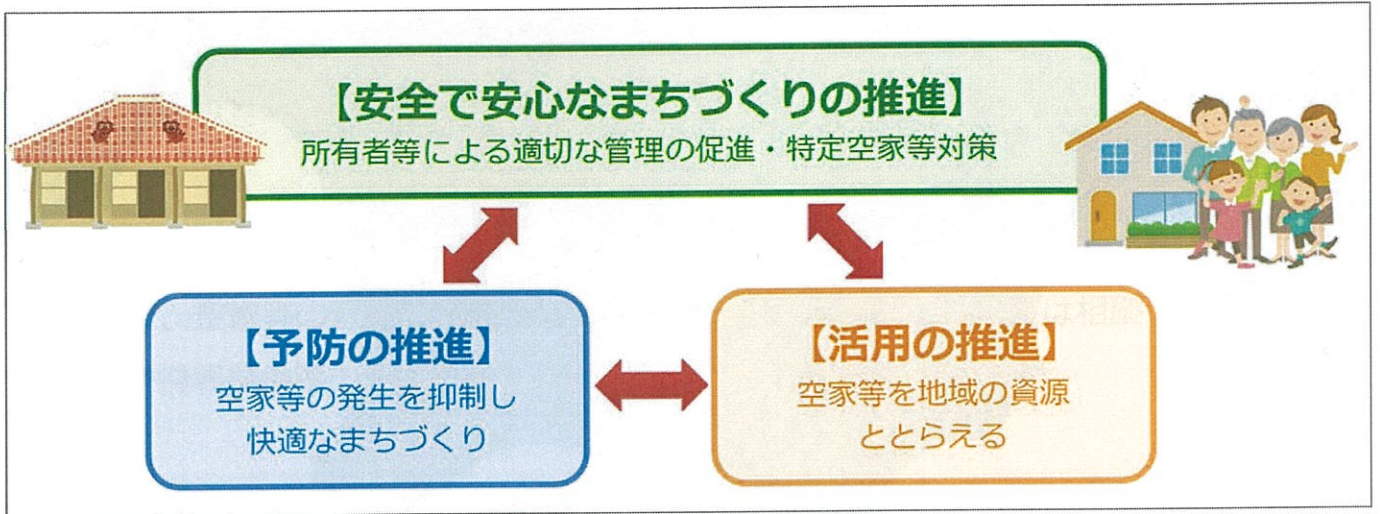 【安全で安心なまちづくりの推進】
所有者等による適切な管理の促進・特定空家等対策
【予防の推進】
空家等の発生を抑制し
快適なまちづくり
【活用の推進】
空家等を地域の資源
ととらえる